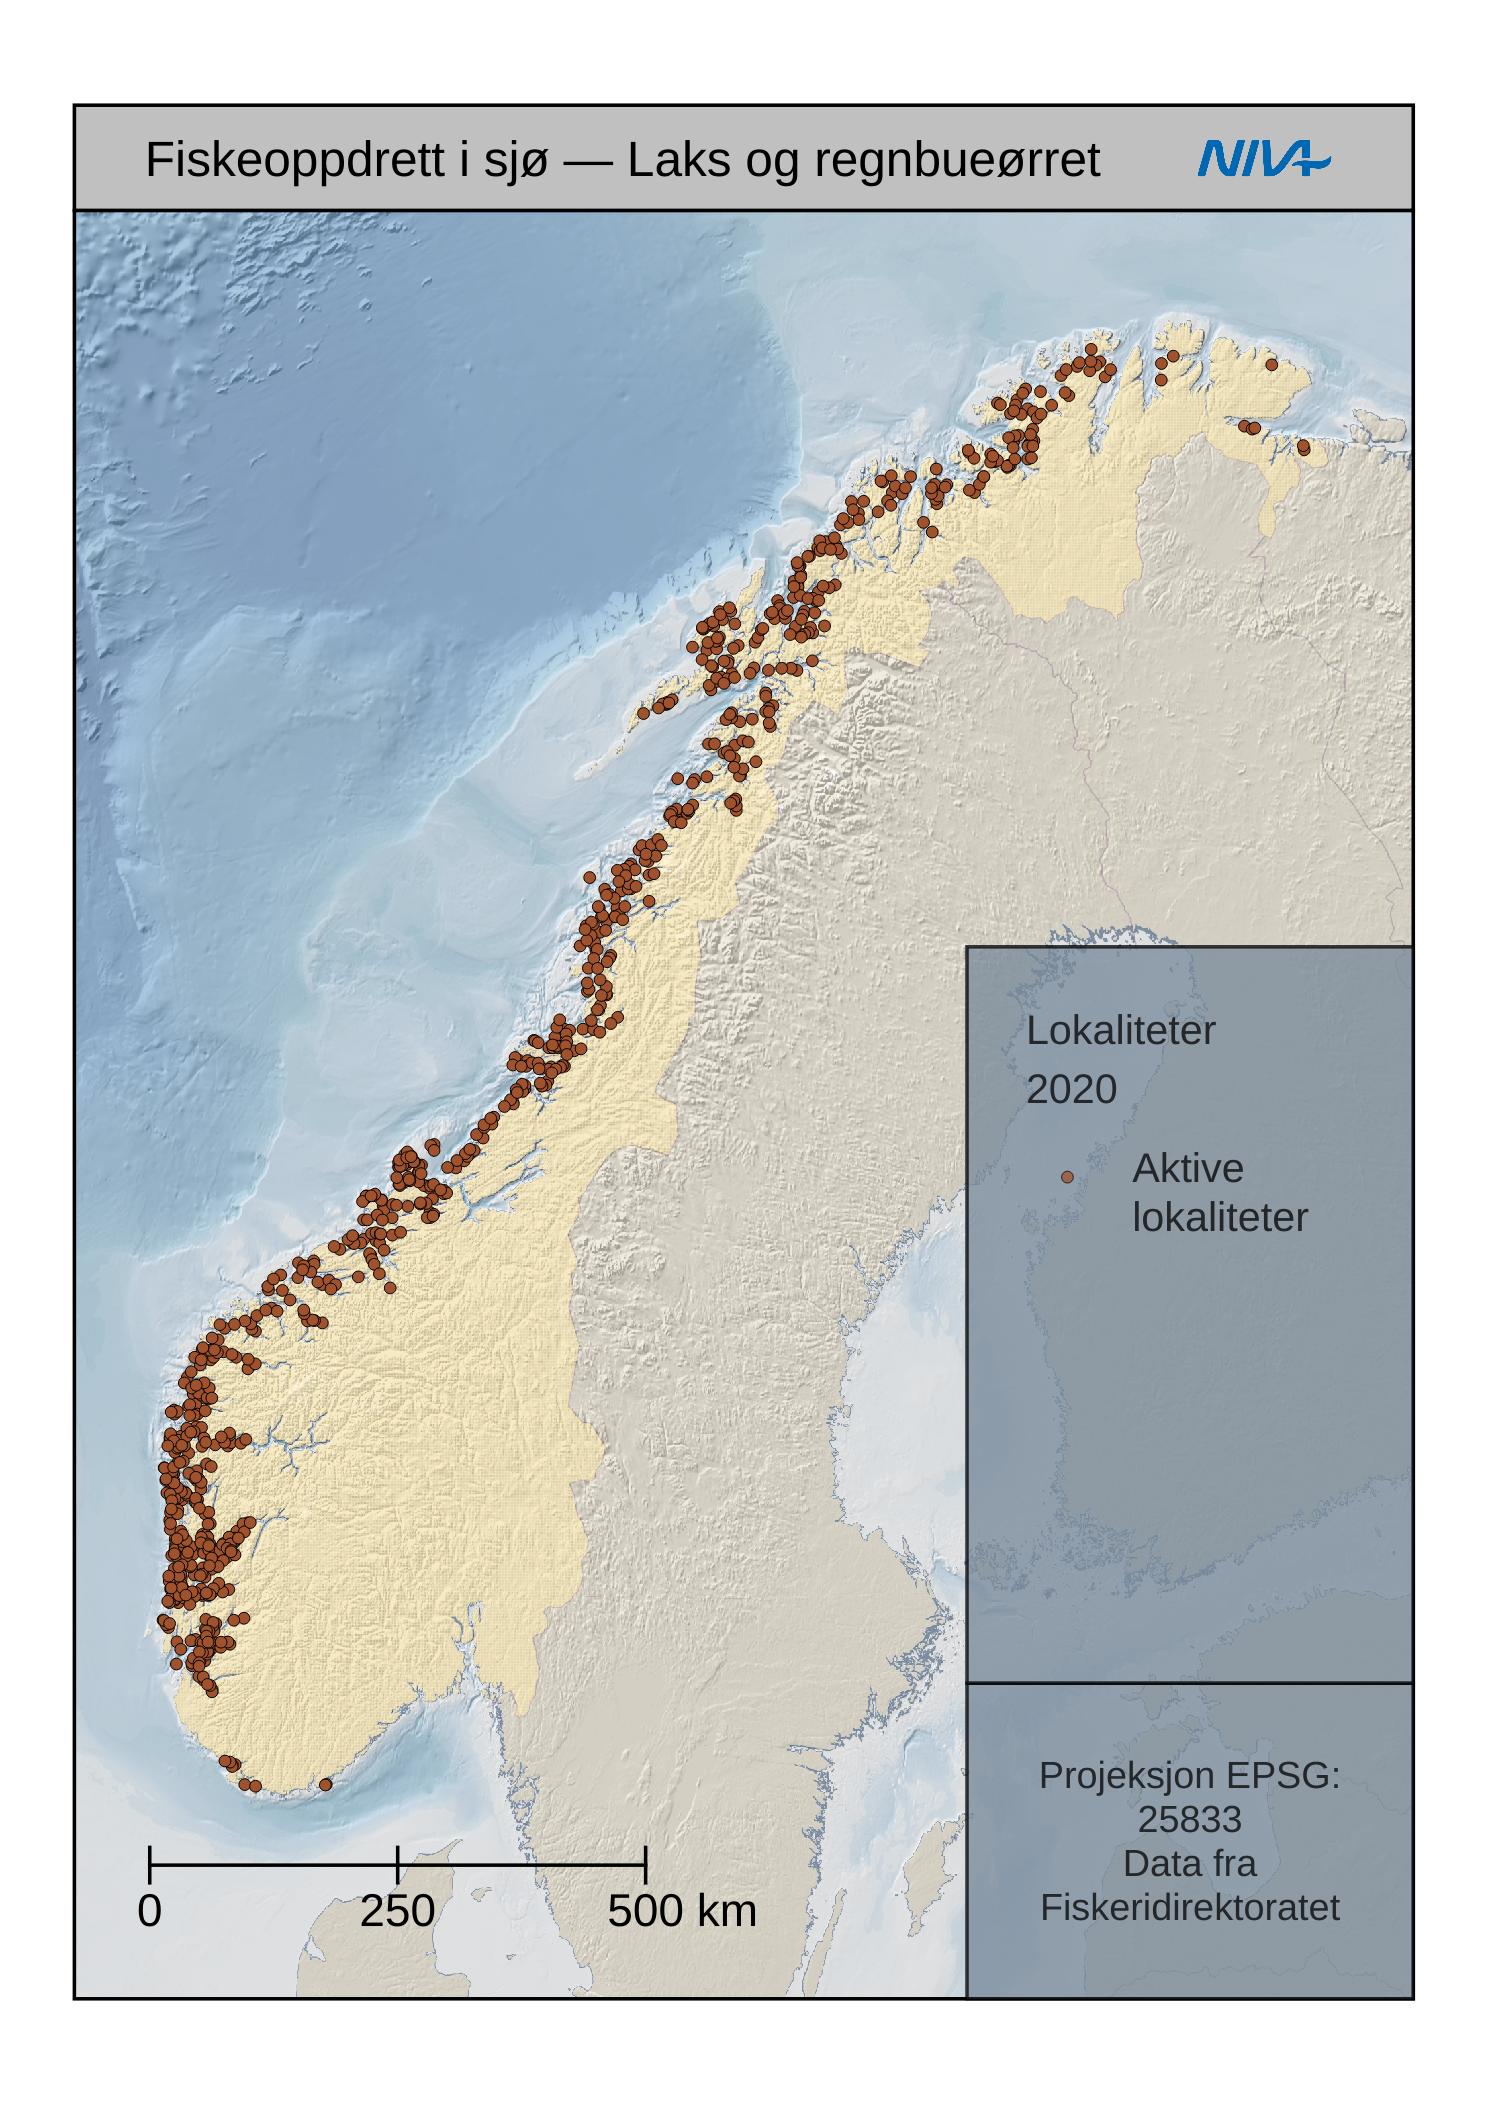 Fiskeoppdrett i sjø — Laks og regnbueørret
NIVA
Lokaliteter
2020
Aktive
lokaliteter
Projeksjon EPSG:
25833
Data fra
Fiskeridirektoratet
0 250 500 km